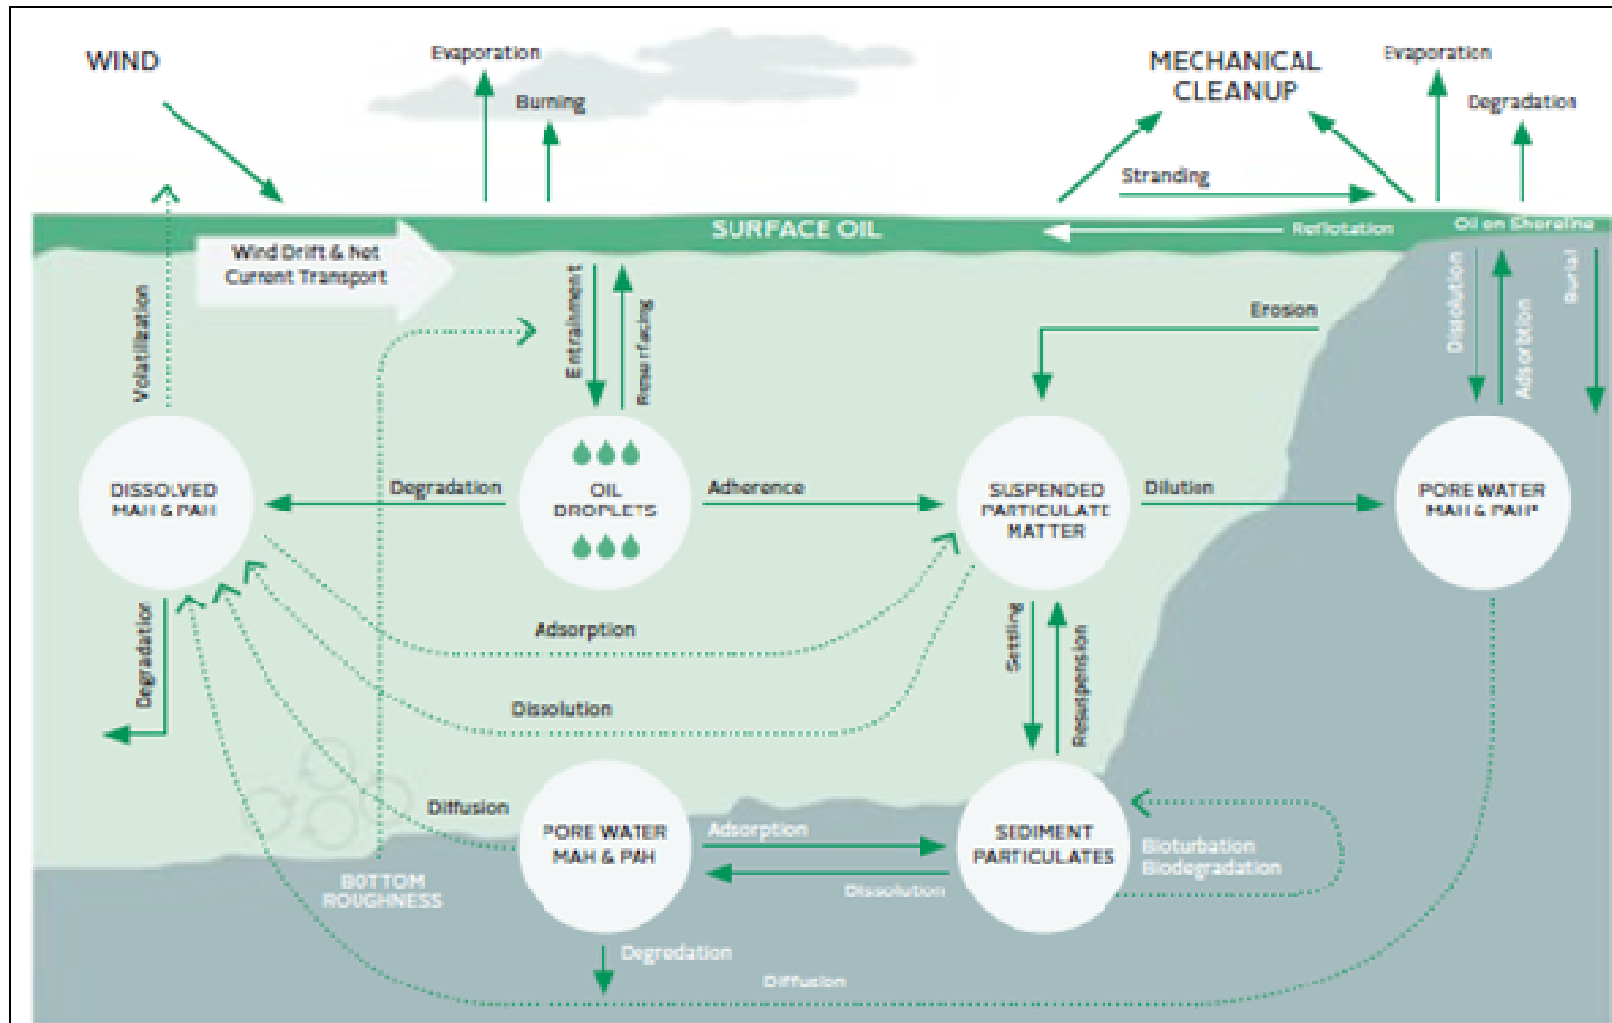 WIND
Evaporation
Burning
MECHANICAL
CLEANUP
Evaporation
Degradation
Stranding
SURFACE OIL
Reflotation
Oil on Shoreline
Wind Drift & Net
Current Transport
Volatilization
Entrainment
Resurfacing
Erosion
Dissolution
Adsorbtion
Burial
DISSOLVED
MAH & PAH
Degradation
OIL
DROPLETS
Adherence
SUSPENDED
PARTICULATE
MATTER
Dilution
PORE WATER
MAH & PAH*
Degradation
Adsorption
Settling
Resuspension
Dissolution
Diffusion
PORE WATER
MAH & PAH
Adsorption
Dissolution
SEDIMENT
PARTICULATES
Bioturbation
Biodegradation
BOTTOM
ROUGHNESS
Degredation
Diffusion